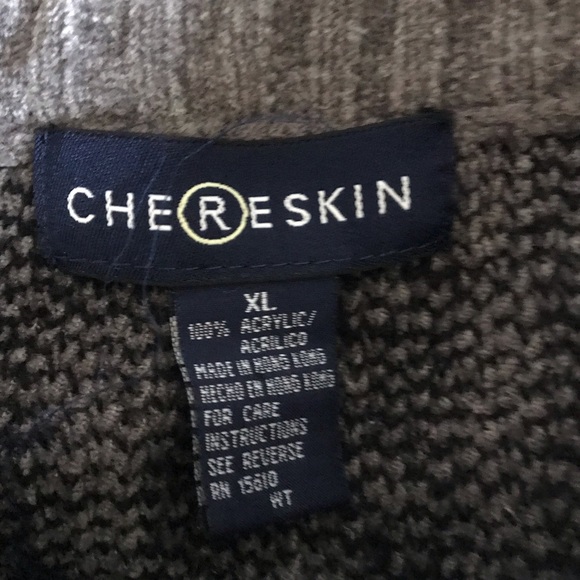 CHERESKIN
XL
100% ACRYLIC/
ACRILICO
MADE IN HONG KONG
HECHO EN HONG KONG
FOR CARE
INSTRUCTIONS
SEE REVERSE
RN 15610
WT